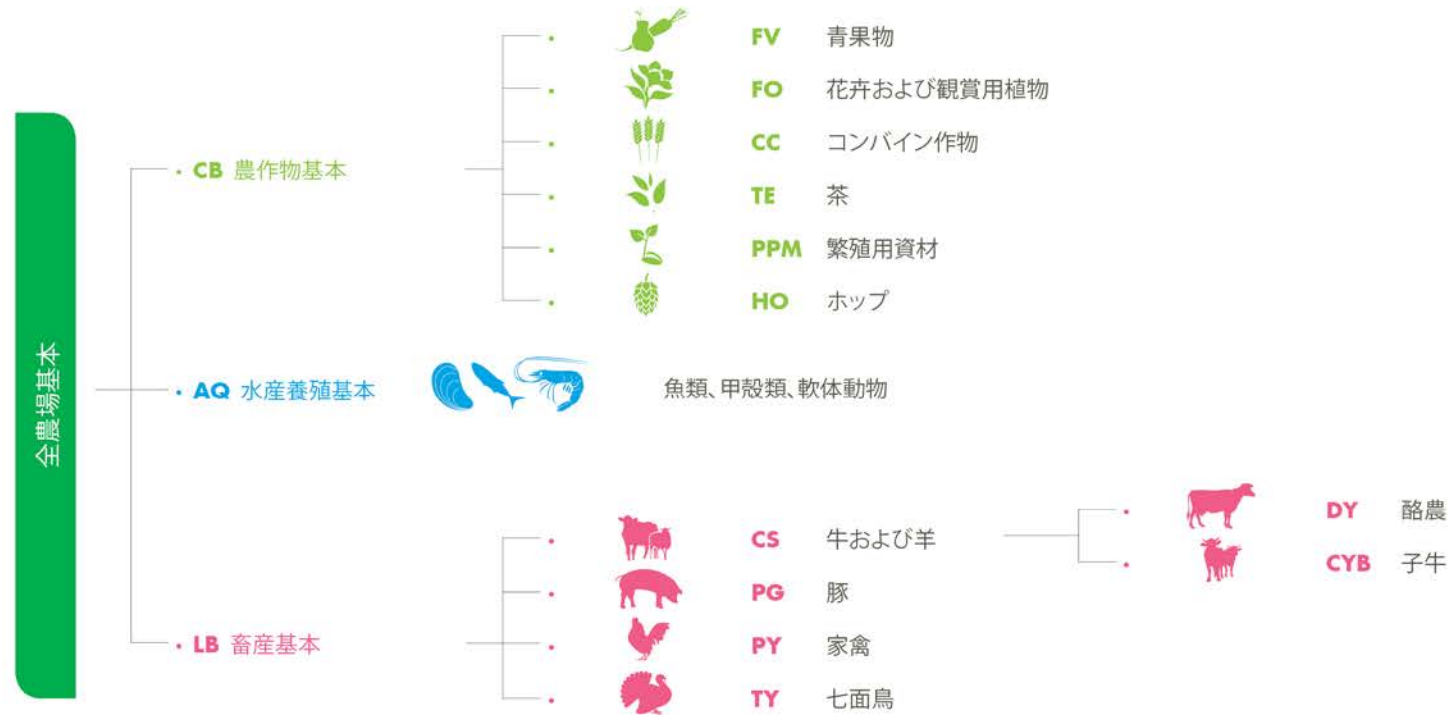 全農場基本
CB 農作物基本
FV 青果物
FO 花卉および観賞用植物
CC コンバイン作物
TE 茶
PPM 繁殖用資材
HO ホップ
AQ 水産養殖基本
魚類、甲殻類、軟体動物
LB 畜産基本
CS 牛および羊
DY 酪農
CYB 子牛
PG 豚
PY 家禽
TY 七面鳥